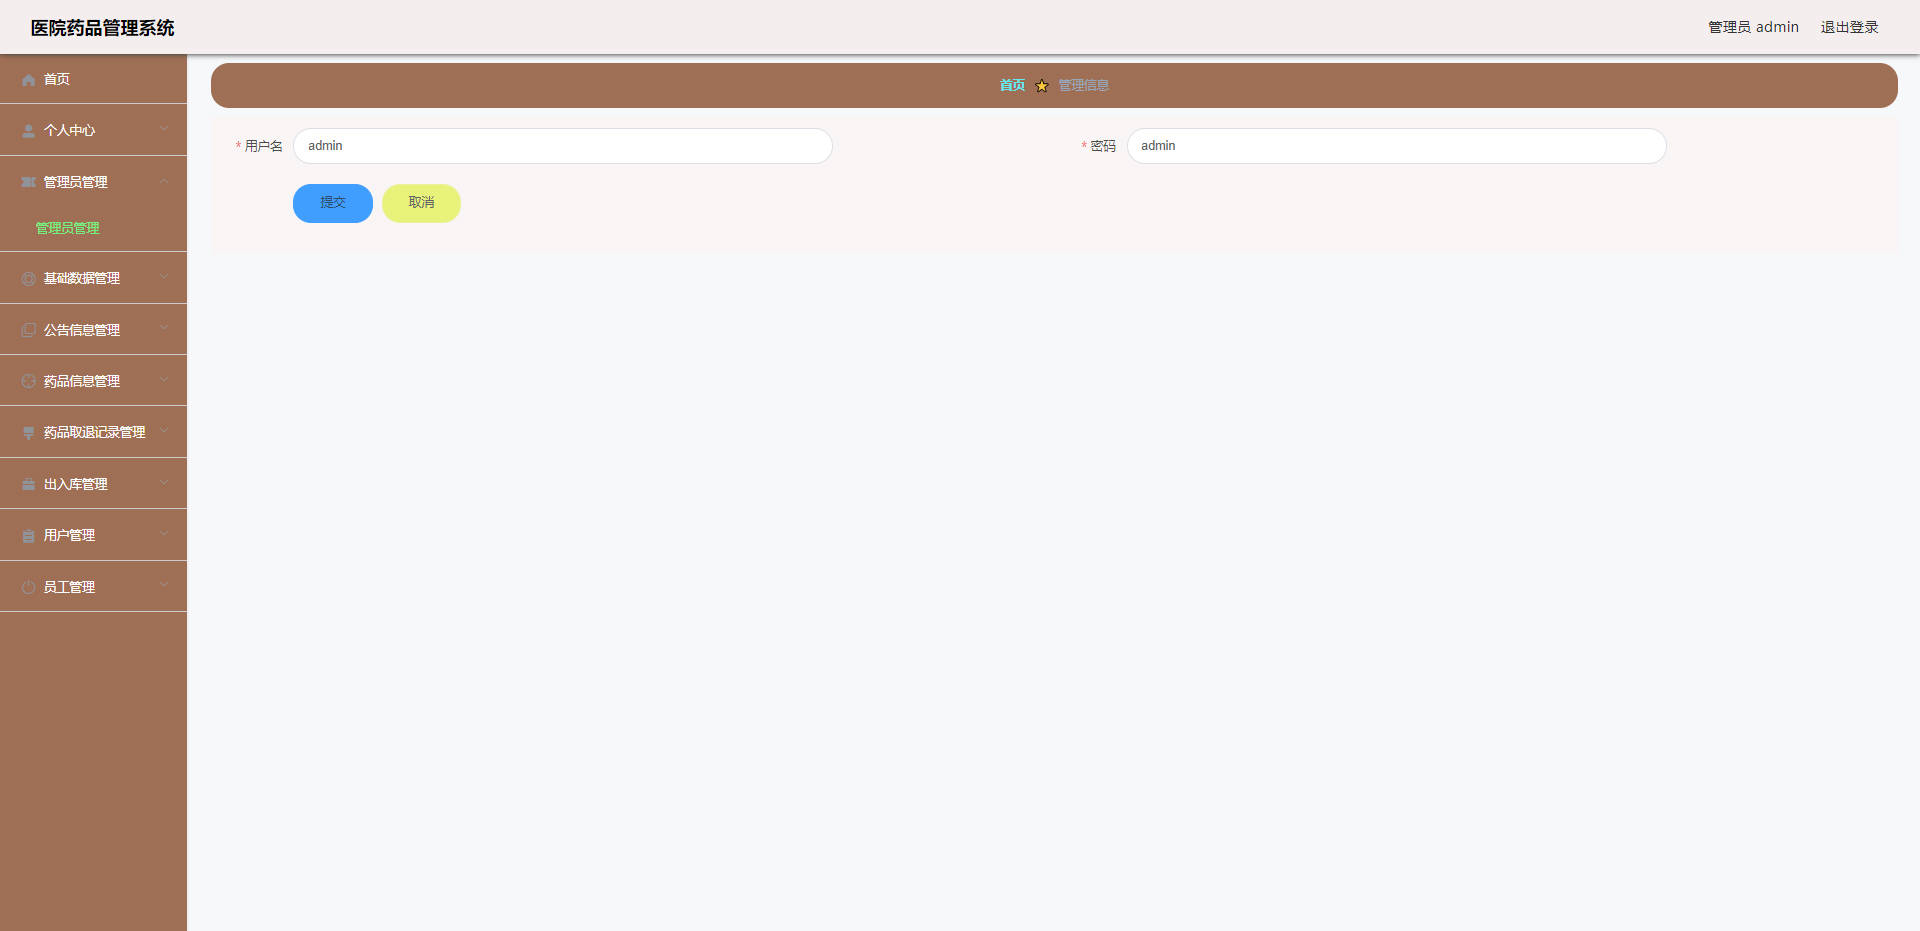 医院药品管理系统
管理员 admin 退出登录
首页
个人中心
管理员管理
管理员管理
基础数据管理
公告信息管理
药品信息管理
药品取退记录管理
出入库管理
用户管理
员工管理
首页 管理信息
* 用户名 admin * 密码 admin
提交 取消